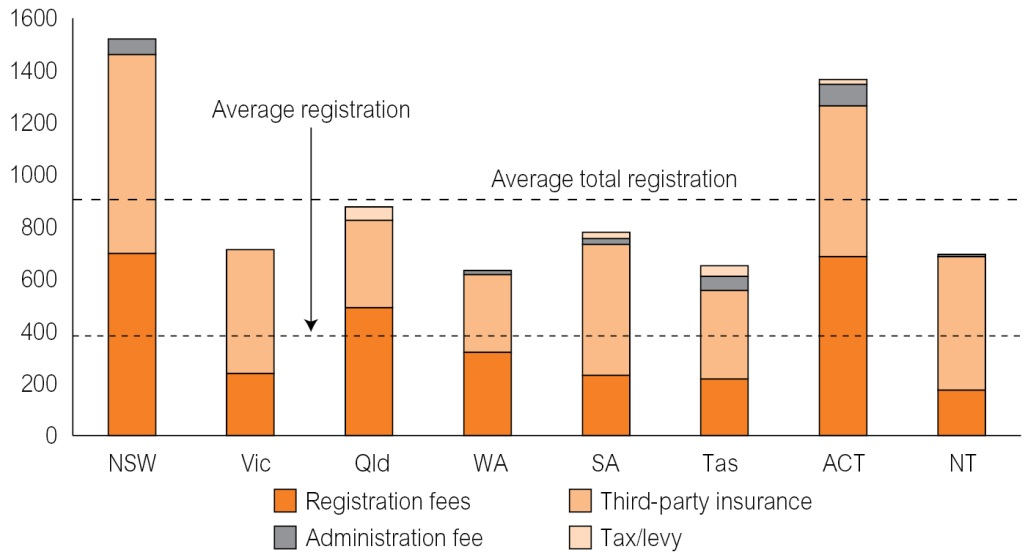 1600
1400
1200
1000
800
600
400
200
0
Average registration
Average total registration
NSW Vic Qld WA SA Tas ACT NT
Registration fees Third-party insurance
Administration fee Tax/levy